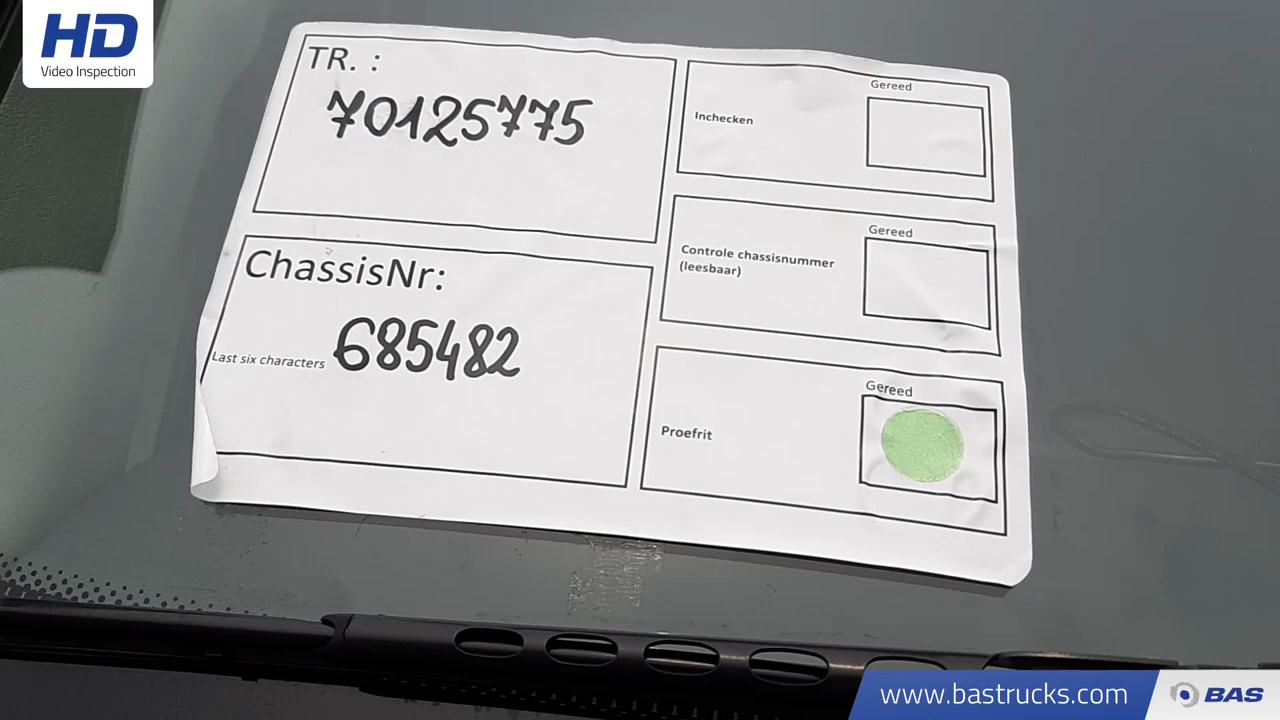 HD
Video Inspection
TR. :
70125775
ChassisNr:
Last six characters 685482
Gereed
Inchecken
Gereed
Controle chassisnummer
(leesbaar)
Gereed
Proefrit
www.bastrucks.com
BAS